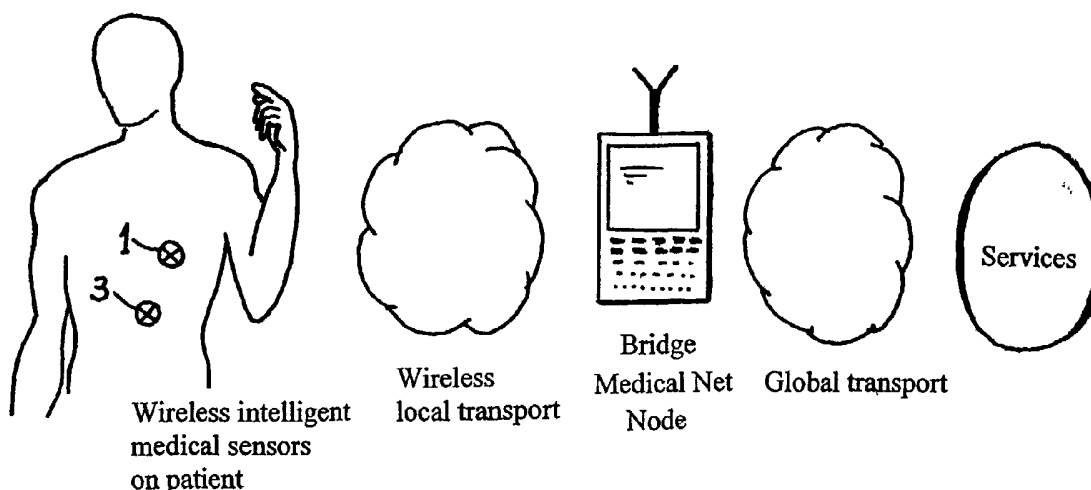 1
3
Wireless intelligent
medical sensors
on patient
Wireless
local transport
Bridge
Medical Net
Node
Global transport
Services